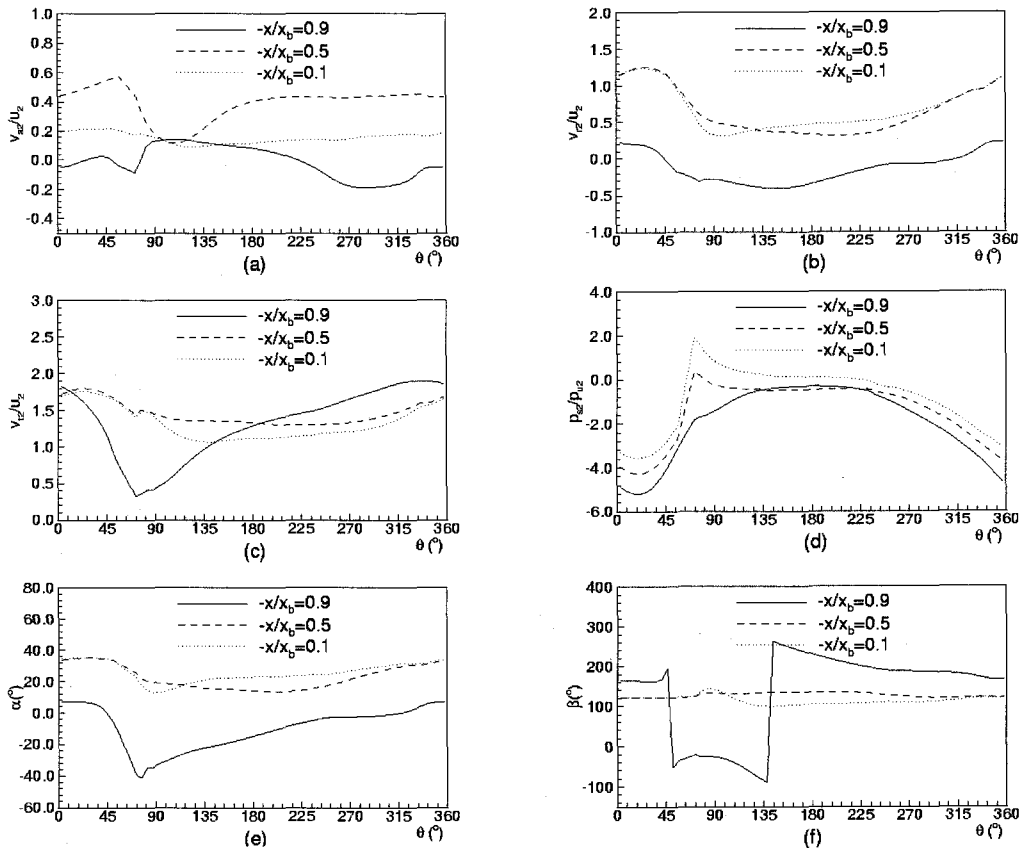 1.0
0.8
0.6
0.4
0.2
0.0
-0.2
-0.4
v_a2/u_2
-x/x_b=0.9
-x/x_b=0.5
-x/x_b=0.1
0 45 90 135 180 225 270 315 360
θ (°)
(a)
2.0
1.5
1.0
0.5
0.0
-0.5
-1.0
v_r2/u_2
-x/x_b=0.9
-x/x_b=0.5
-x/x_b=0.1
0 45 90 135 180 225 270 315 360
θ (°)
(b)
3.0
2.5
2.0
1.5
1.0
0.5
0.0
v_t2/u_2
-x/x_b=0.9
-x/x_b=0.5
-x/x_b=0.1
0 45 90 135 180 225 270 315 360
θ (°)
(c)
4.0
2.0
0.0
-2.0
-4.0
-6.0
p_s2/p_u2
-x/x_b=0.9
-x/x_b=0.5
-x/x_b=0.1
0 45 90 135 180 225 270 315 360
θ (°)
(d)
80.0
60.0
40.0
20.0
0.0
-20.0
-40.0
-60.0
α(°)
-x/x_b=0.9
-x/x_b=0.5
-x/x_b=0.1
0 45 90 135 180 225 270 315 360
θ (°)
(e)
400
300
200
100
0
-100
β(°)
-x/x_b=0.9
-x/x_b=0.5
-x/x_b=0.1
0 45 90 135 180 225 270 315 360
θ (°)
(f)